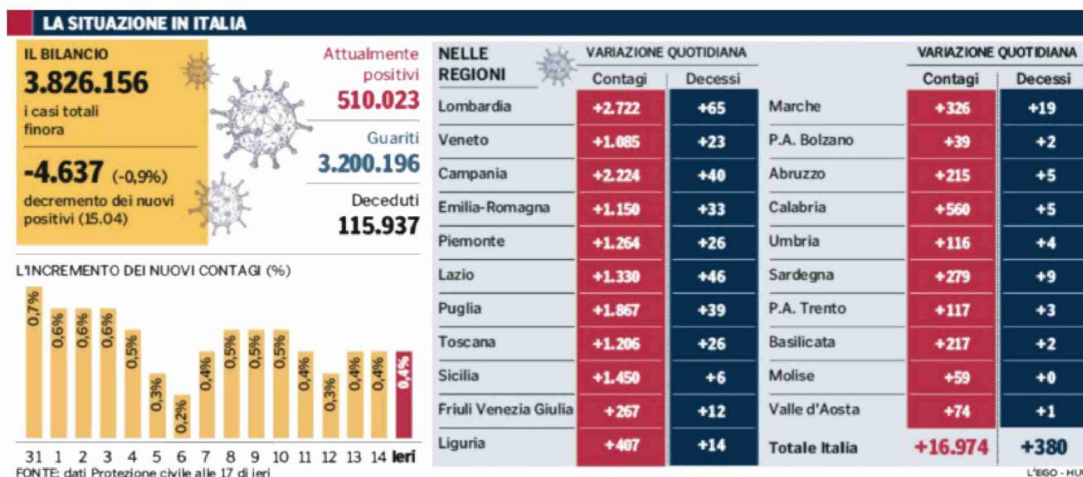 LA SITUAZIONE IN ITALIA
IL BILANCIO
3.826.156
i casi totali
finora
-4.637 (-0,9%)
decremento dei nuovi
positivi (15.04)
Attualmente
positivi
510.023
Guariti
3.200.196
Deceduti
115.937
L'INCREMENTO DEI NUOVI CONTAGI (%)
0,7% 0,6% 0,6% 0,6% 0,5% 0,3% 0,2% 0,4% 0,5% 0,5% 0,5% 0,4% 0,3% 0,4% 0,4% 0,4%
31 1 2 3 4 5 6 7 8 9 10 11 12 13 14 Ieri
FONTE: dati Protezione civile alle 17 di ieri
NELLE
REGIONI
VARIAZIONE QUOTIDIANA
Contagi Decessi
Lombardia +2.722 +65
Veneto +1.085 +23
Campania +2.224 +40
Emilia-Romagna +1.150 +33
Piemonte +1.264 +26
Lazio +1.330 +46
Puglia +1.867 +39
Toscana +1.206 +26
Sicilia +1.450 +6
Friuli Venezia Giulia +267 +12
Liguria +407 +14
VARIAZIONE QUOTIDIANA
Contagi Decessi
Marche +326 +19
P.A. Bolzano +39 +2
Abruzzo +215 +5
Calabria +560 +5
Umbria +116 +4
Sardegna +279 +9
P.A. Trento +117 +3
Basilicata +217 +2
Molise +59 +0
Valle d'Aosta +74 +1
Totale Italia +16.974 +380
L'EGO - HU